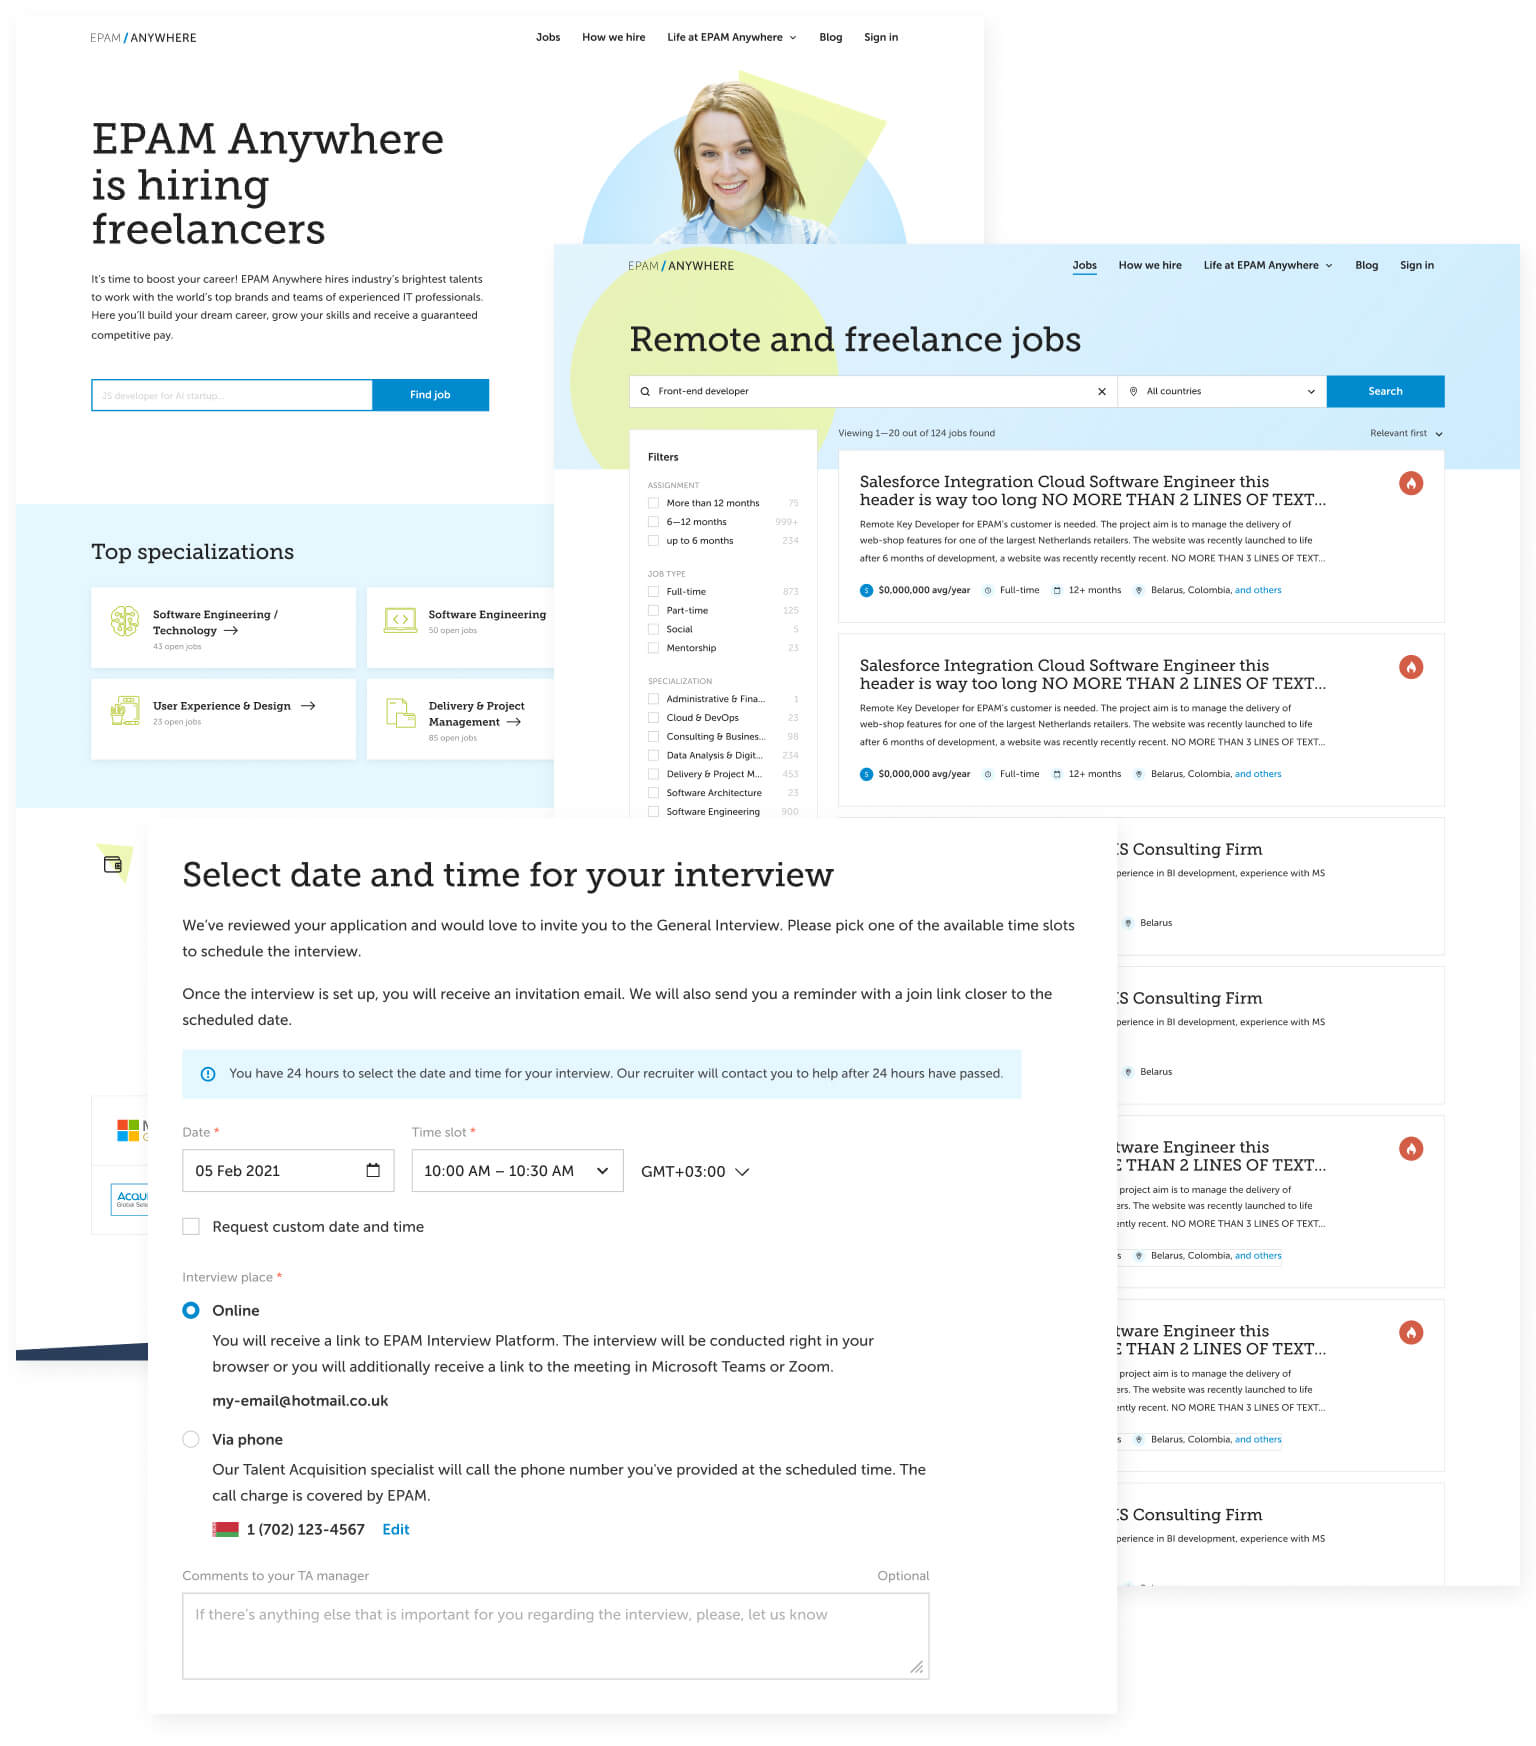 EPAM / ANYWHERE
Jobs
How we hire
Life at EPAM Anywhere
Blog
Sign in
EPAM Anywhere
is hiring
freelancers
It's time to boost your career! EPAM Anywhere hires industry's brightest talents
to work with the world's top brands and teams of experienced IT professionals.
Here you'll build your dream career, grow your skills and receive a guaranteed
competitive pay.
JS developer for AI startup...
Find job
Top specializations
Software Engineering /
Technology
43 open jobs
Software Engineering
50 open jobs
User Experience & Design
23 open jobs
Delivery & Project
Management
85 open jobs
Acqui
Global Sele
EPAM / ANYWHERE
Jobs
How we hire
Life at EPAM Anywhere
Blog
Sign in
Remote and freelance jobs
Front-end developer
All countries
Search
Viewing 1—20 out of 124 jobs found
Relevant first
Filters
ASSIGNMENT
More than 12 months 75
6—12 months 999+
up to 6 months 234
JOB TYPE
Full-time 873
Part-time 125
Social 5
Mentorship 23
SPECIALIZATION
Administrative & Fina... 1
Cloud & DevOps 23
Consulting & Busines... 98
Data Analysis & Digit... 234
Delivery & Project M... 453
Software Architecture 23
Software Engineering 900
Salesforce Integration Cloud Software Engineer this
header is way too long NO MORE THAN 2 LINES OF TEXT...
Remote Key Developer for EPAM's customer is needed. The project aim is to manage the delivery of
web-shop features for one of the largest Netherlands retailers. The website was recently launched to life
after 6 months of development, a website was recently recently recent. NO MORE THAN 3 LINES OF TEXT...
$0,000,000 avg/year Full-time 12+ months Belarus, Colombia, and others
Salesforce Integration Cloud Software Engineer this
header is way too long NO MORE THAN 2 LINES OF TEXT...
Remote Key Developer for EPAM's customer is needed. The project aim is to manage the delivery of
web-shop features for one of the largest Netherlands retailers. The website was recently launched to life
after 6 months of development, a website was recently recently recent. NO MORE THAN 3 LINES OF TEXT...
$0,000,000 avg/year Full-time 12+ months Belarus, Colombia, and others
IS Consulting Firm
perience in BI development, experience with MS
Belarus
IS Consulting Firm
perience in BI development, experience with MS
Belarus
tware Engineer this
E THAN 2 LINES OF TEXT...
project aim is to manage the delivery of
ers. The website was recently launched to life
ently recent. NO MORE THAN 3 LINES OF TEXT...
s Belarus, Colombia, and others
tware Engineer this
E THAN 2 LINES OF TEXT...
project aim is to manage the delivery of
ers. The website was recently launched to life
ently recent. NO MORE THAN 3 LINES OF TEXT...
s Belarus, Colombia, and others
IS Consulting Firm
perience in BI development, experience with MS
Select date and time for your interview
We've reviewed your application and would love to invite you to the General Interview. Please pick one of the available time slots
to schedule the interview.
Once the interview is set up, you will receive an invitation email. We will also send you a reminder with a join link closer to the
scheduled date.
You have 24 hours to select the date and time for your interview. Our recruiter will contact you to help after 24 hours have passed.
Date *
Time slot *
05 Feb 2021
10:00 AM – 10:30 AM
GMT+03:00
Request custom date and time
Interview place *
Online
You will receive a link to EPAM Interview Platform. The interview will be conducted right in your
browser or you will additionally receive a link to the meeting in Microsoft Teams or Zoom.
my-email@hotmail.co.uk
Via phone
Our Talent Acquisition specialist will call the phone number you've provided at the scheduled time. The
call charge is covered by EPAM.
1 (702) 123-4567 Edit
Comments to your TA manager
Optional
If there's anything else that is important for you regarding the interview, please, let us know